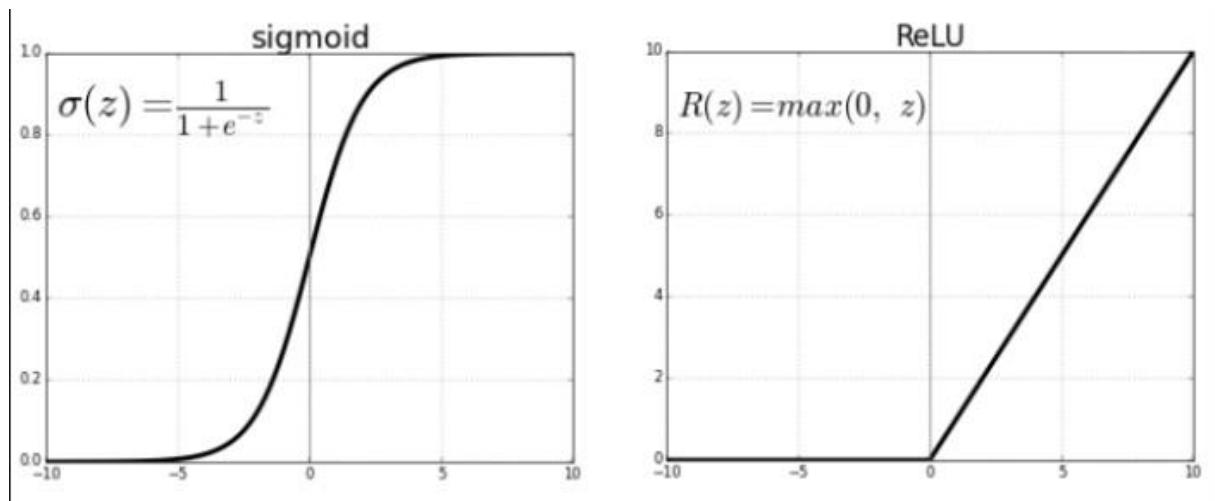 sigmoid
σ(z) = 1 / (1 + e^{-z})
1.0
0.8
0.6
0.4
0.2
0.0
−10 −5 0 5 10
ReLU
R(z) = max(0, z)
10
8
6
4
2
0
−10 −5 0 5 10